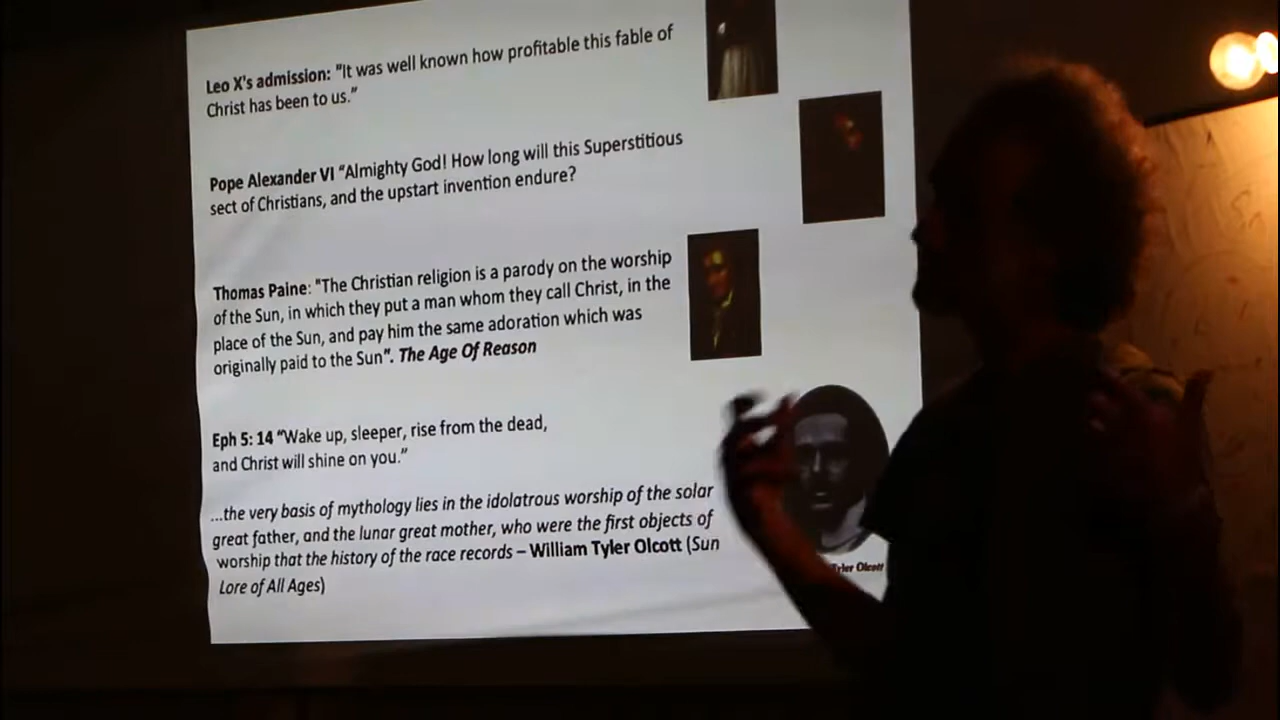 Leo X's admission: "It was well known how profitable this fable of
Christ has been to us."
Pope Alexander VI "Almighty God! How long will this Superstitious
sect of Christians, and the upstart invention endure?
Thomas Paine: "The Christian religion is a parody on the worship
of the Sun, in which they put a man whom they call Christ, in the
place of the Sun, and pay him the same adoration which was
originally paid to the Sun". The Age Of Reason
Eph 5: 14 "Wake up, sleeper, rise from the dead,
and Christ will shine on you."
...the very basis of mythology lies in the idolatrous worship of the solar
great father, and the lunar great mother, who were the first objects of
worship that the history of the race records – William Tyler Olcott (Sun
Lore of All Ages)
Olcott